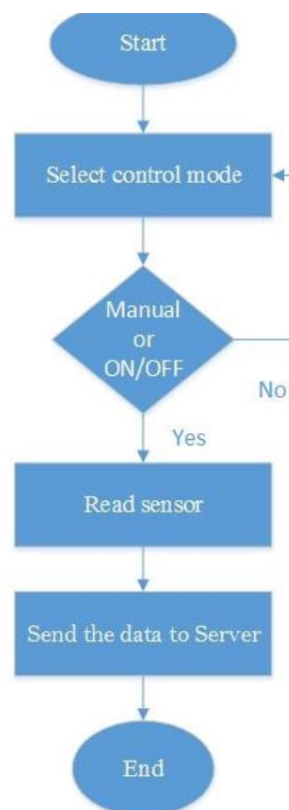 Start
Select control mode
Manual
or
ON/OFF
No
Yes
Read sensor
Send the data to Server
End